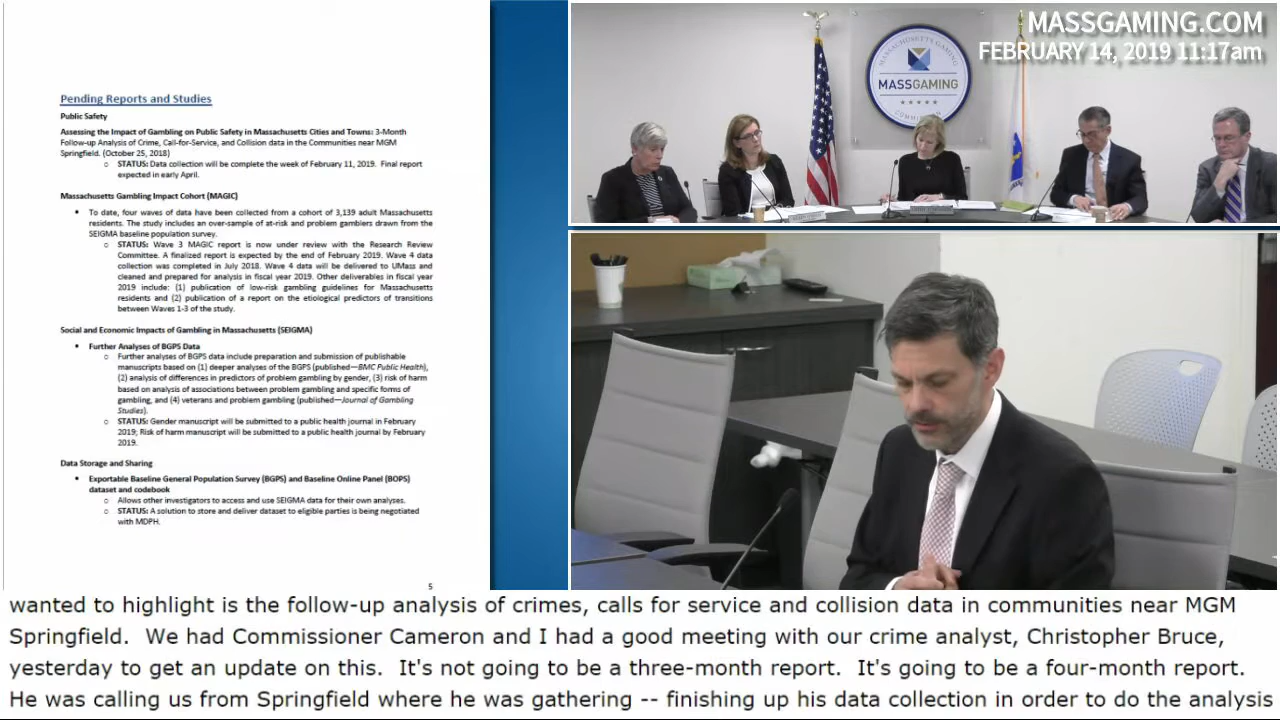 Pending Reports and Studies
Public Safety
Assessing the Impact of Gambling on Public Safety in Massachusetts Cities and Towns: 3-Month
Follow-up Analysis of Crime, Call-for-Service, and Collision data in the Communities near MGM
Springfield. (October 25, 2018)
o STATUS: Data collection will be complete the week of February 11, 2019. Final report
expected in early April.
Massachusetts Gambling Impact Cohort (MAGIC)
• To date, four waves of data have been collected from a cohort of 3,139 adult Massachusetts
residents. The study includes an over-sample of at-risk and problem gamblers drawn from the
SEIGMA baseline population survey.
o STATUS: Wave 3 MAGIC report is now under review with the Research Review
Committee. A finalized report is expected by the end of February 2019. Wave 4 data
collection was completed in July 2018. Wave 4 data will be delivered to UMass and
cleaned and prepared for analysis in fiscal year 2019. Other deliverables in fiscal year
2019 include: (1) publication of low-risk gambling guidelines for Massachusetts
residents and (2) publication of a report on the etiological predictors of transitions
between Waves 1-3 of the study.
Social and Economic Impacts of Gambling in Massachusetts (SEIGMA)
• Further Analyses of BGPS Data
o Further analyses of BGPS data include preparation and submission of publishable
manuscripts based on (1) deeper analyses of the BGPS (published—BMC Public Health),
(2) analysis of differences in predictors of problem gambling by gender, (3) risk of harm
based on analysis of associations between problem gambling and specific forms of
gambling, and (4) veterans and problem gambling (published—Journal of Gambling
Studies).
o STATUS: Gender manuscript will be submitted to a public health journal in February
2019; Risk of harm manuscript will be submitted to a public health journal by February
2019.
Data Storage and Sharing
• Exportable Baseline General Population Survey (BGPS) and Baseline Online Panel (BOPS)
dataset and codebook
o Allows other investigators to access and use SEIGMA data for their own analyses.
o STATUS: A solution to store and deliver dataset to eligible parties is being negotiated
with MDPH.
5
MASSGAMING.COM
FEBRUARY 14, 2019 11:17am
MASSACHUSETTS GAMING
MASSGAMING
COMMISSION
wanted to highlight is the follow-up analysis of crimes, calls for service and collision data in communities near MGM
Springfield. We had Commissioner Cameron and I had a good meeting with our crime analyst, Christopher Bruce,
yesterday to get an update on this. It's not going to be a three-month report. It's going to be a four-month report.
He was calling us from Springfield where he was gathering -- finishing up his data collection in order to do the analysis